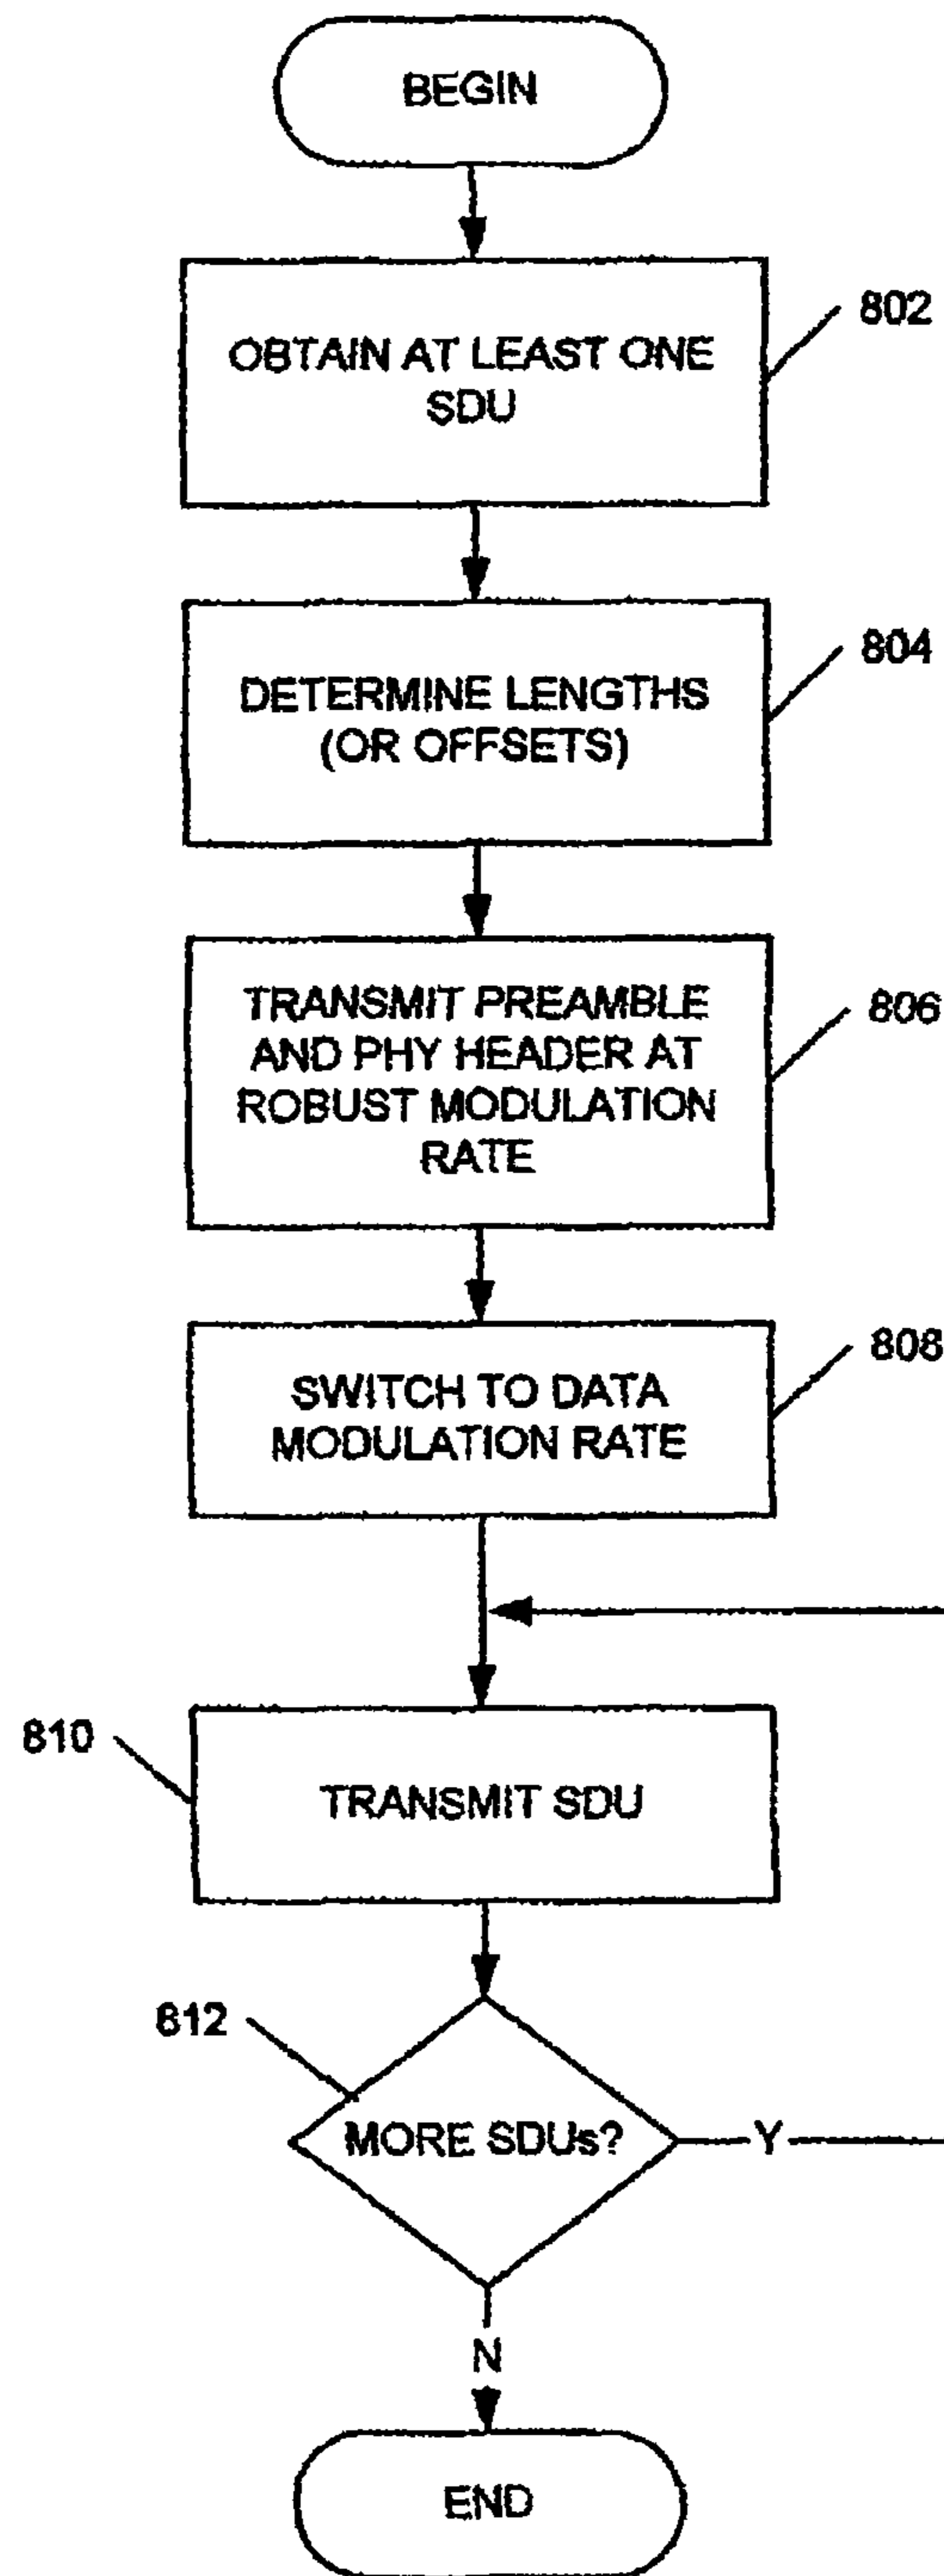 BEGIN
OBTAIN AT LEAST ONE
SDU
802
DETERMINE LENGTHS
(OR OFFSETS)
804
TRANSMIT PREAMBLE
AND PHY HEADER AT
ROBUST MODULATION
RATE
806
SWITCH TO DATA
MODULATION RATE
808
810
TRANSMIT SDU
812
MORE SDUs?
Y
N
END